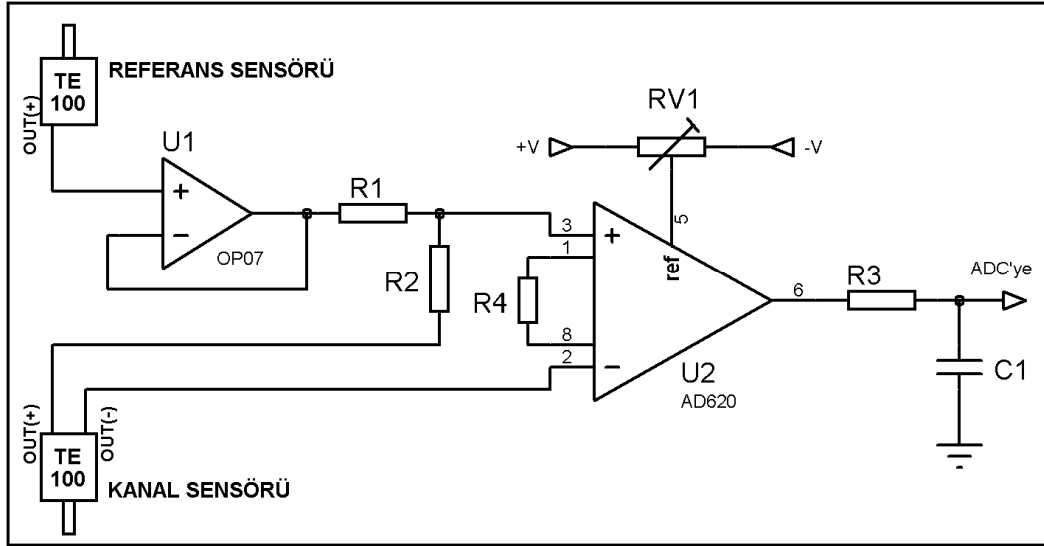 TE
100
REFERANS SENSÖRÜ
OUT(+)
U1
+
−
OP07
R1
R2
R4
RV1
+V
-V
5
ref
3
1
8
2
+
−
6
U2
AD620
R3
ADC'ye
C1
OUT(+)
OUT(-)
TE
100
KANAL SENSÖRÜ